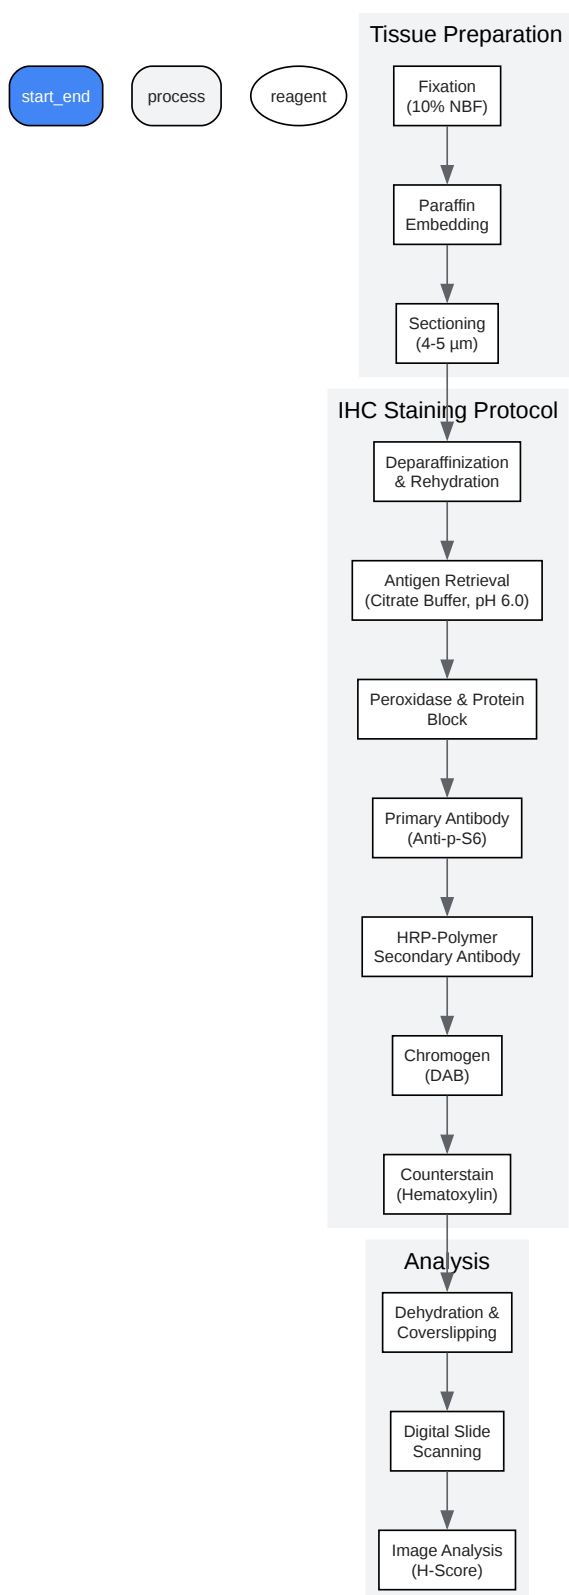 Tissue Preparation
start_end
process
reagent
Fixation
(10% NBF)
Paraffin
Embedding
Sectioning
(4-5 µm)
IHC Staining Protocol
Deparaffinization
& Rehydration
Antigen Retrieval
(Citrate Buffer, pH 6.0)
Peroxidase & Protein
Block
Primary Antibody
(Anti-p-S6)
HRP-Polymer
Secondary Antibody
Chromogen
(DAB)
Counterstain
(Hematoxylin)
Analysis
Dehydration &
Coverslipping
Digital Slide
Scanning
Image Analysis
(H-Score)